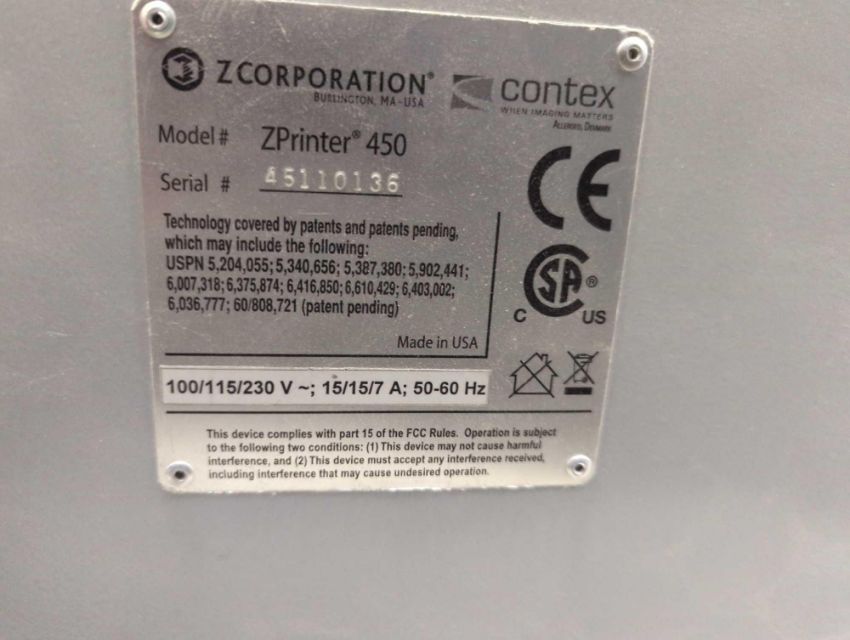 Z CORPORATION®
BURLINGTON, MA-USA
contex
WHEN IMAGING MATTERS
ALLEROED, DENMARK
Model # ZPrinter® 450
Serial # 45110136
Technology covered by patents and patents pending,
which may include the following:
USPN 5,204,055; 5,340,656; 5,387,380; 5,902,441;
6,007,318; 6,375,874; 6,416,850; 6,610,429; 6,403,002;
6,036,777; 60/808,721 (patent pending)
Made in USA
CE
SA®
C US
100/115/230 V ~; 15/15/7 A; 50-60 Hz
This device complies with part 15 of the FCC Rules. Operation is subject
to the following two conditions: (1) This device may not cause harmful
interference, and (2) This device must accept any interference received,
including interference that may cause undesired operation.